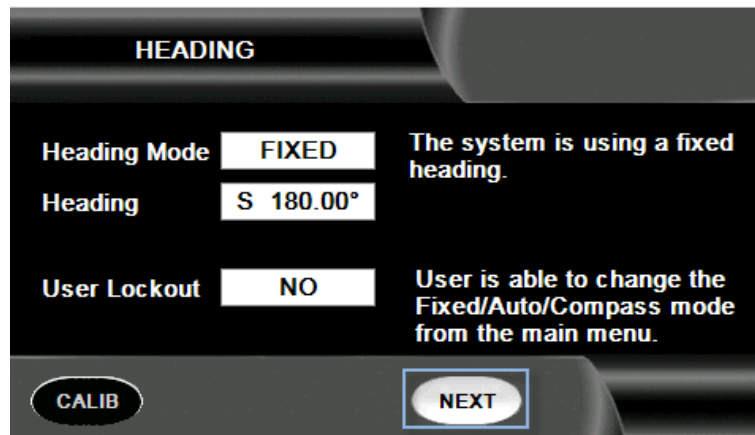 HEADING
Heading Mode FIXED
The system is using a fixed
heading.
Heading S 180.00°
User Lockout NO
User is able to change the
Fixed/Auto/Compass mode
from the main menu.
CALIB NEXT